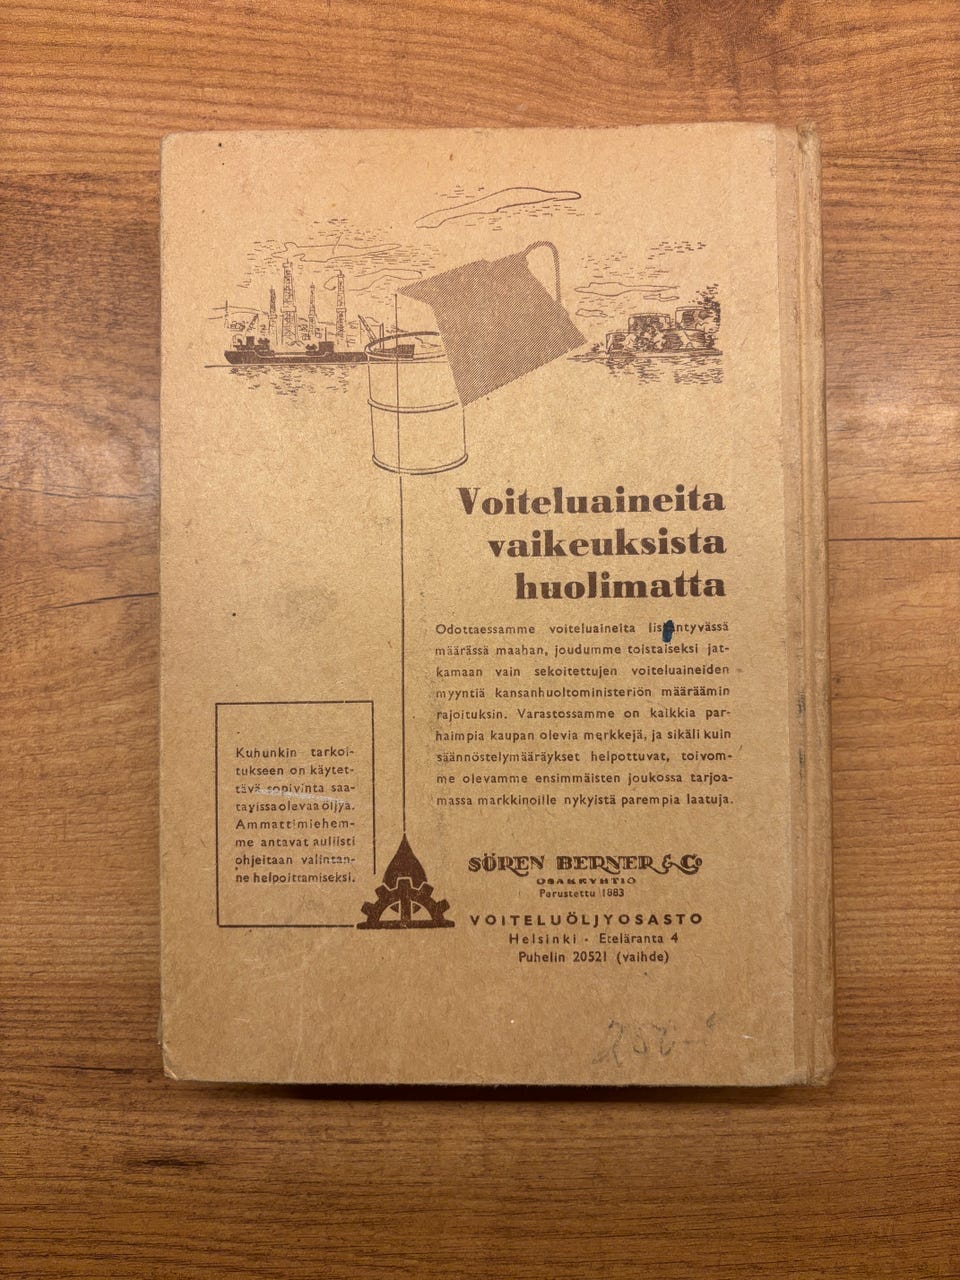 Voiteluaineita
vaikeuksista
huolimatta
Odottaessamme voiteluaineita lisääntyvässä
määrässä maahan, joudumme toistaiseksi jat-
kamaan vain sekoitettujen voiteluaineiden
myyntiä kansanhuoltoministeriön määräämin
rajoituksin. Varastossamme on kaikkia par-
haimpia kaupan olevia merkkejä, ja sikäli kuin
säännöstelymääräykset helpottuvat, toivom-
me olevamme ensimmäisten joukossa tarjoa-
massa markkinoille nykyistä parempia laatuja.
Kuhunkin tarkoi-
tukseen on käytet-
tävä sopivinta saa-
tavissa olevaa öljyä.
Ammattimiehem-
me antavat auliisti
ohjeitaan valintan-
ne helpoittamiseksi.
SÖREN BERNER & Co
OSAKEYHTIÖ
Perustettu 1883
VOITELUÖLJYOSASTO
Helsinki - Eteläranta 4
Puhelin 20521 (vaihde)